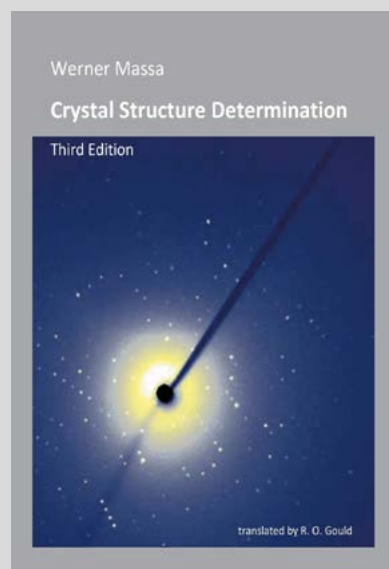 Werner Massa
Crystal Structure Determination
Third Edition
translated by R. O. Gould